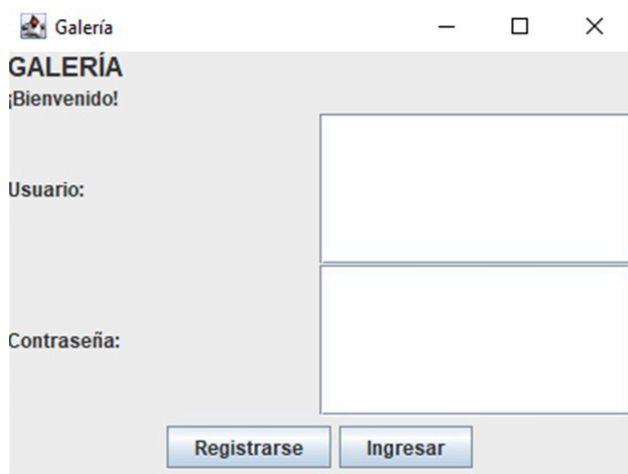 Galería
GALERÍA
¡Bienvenido!
Usuario:
Contraseña:
Registrarse Ingresar